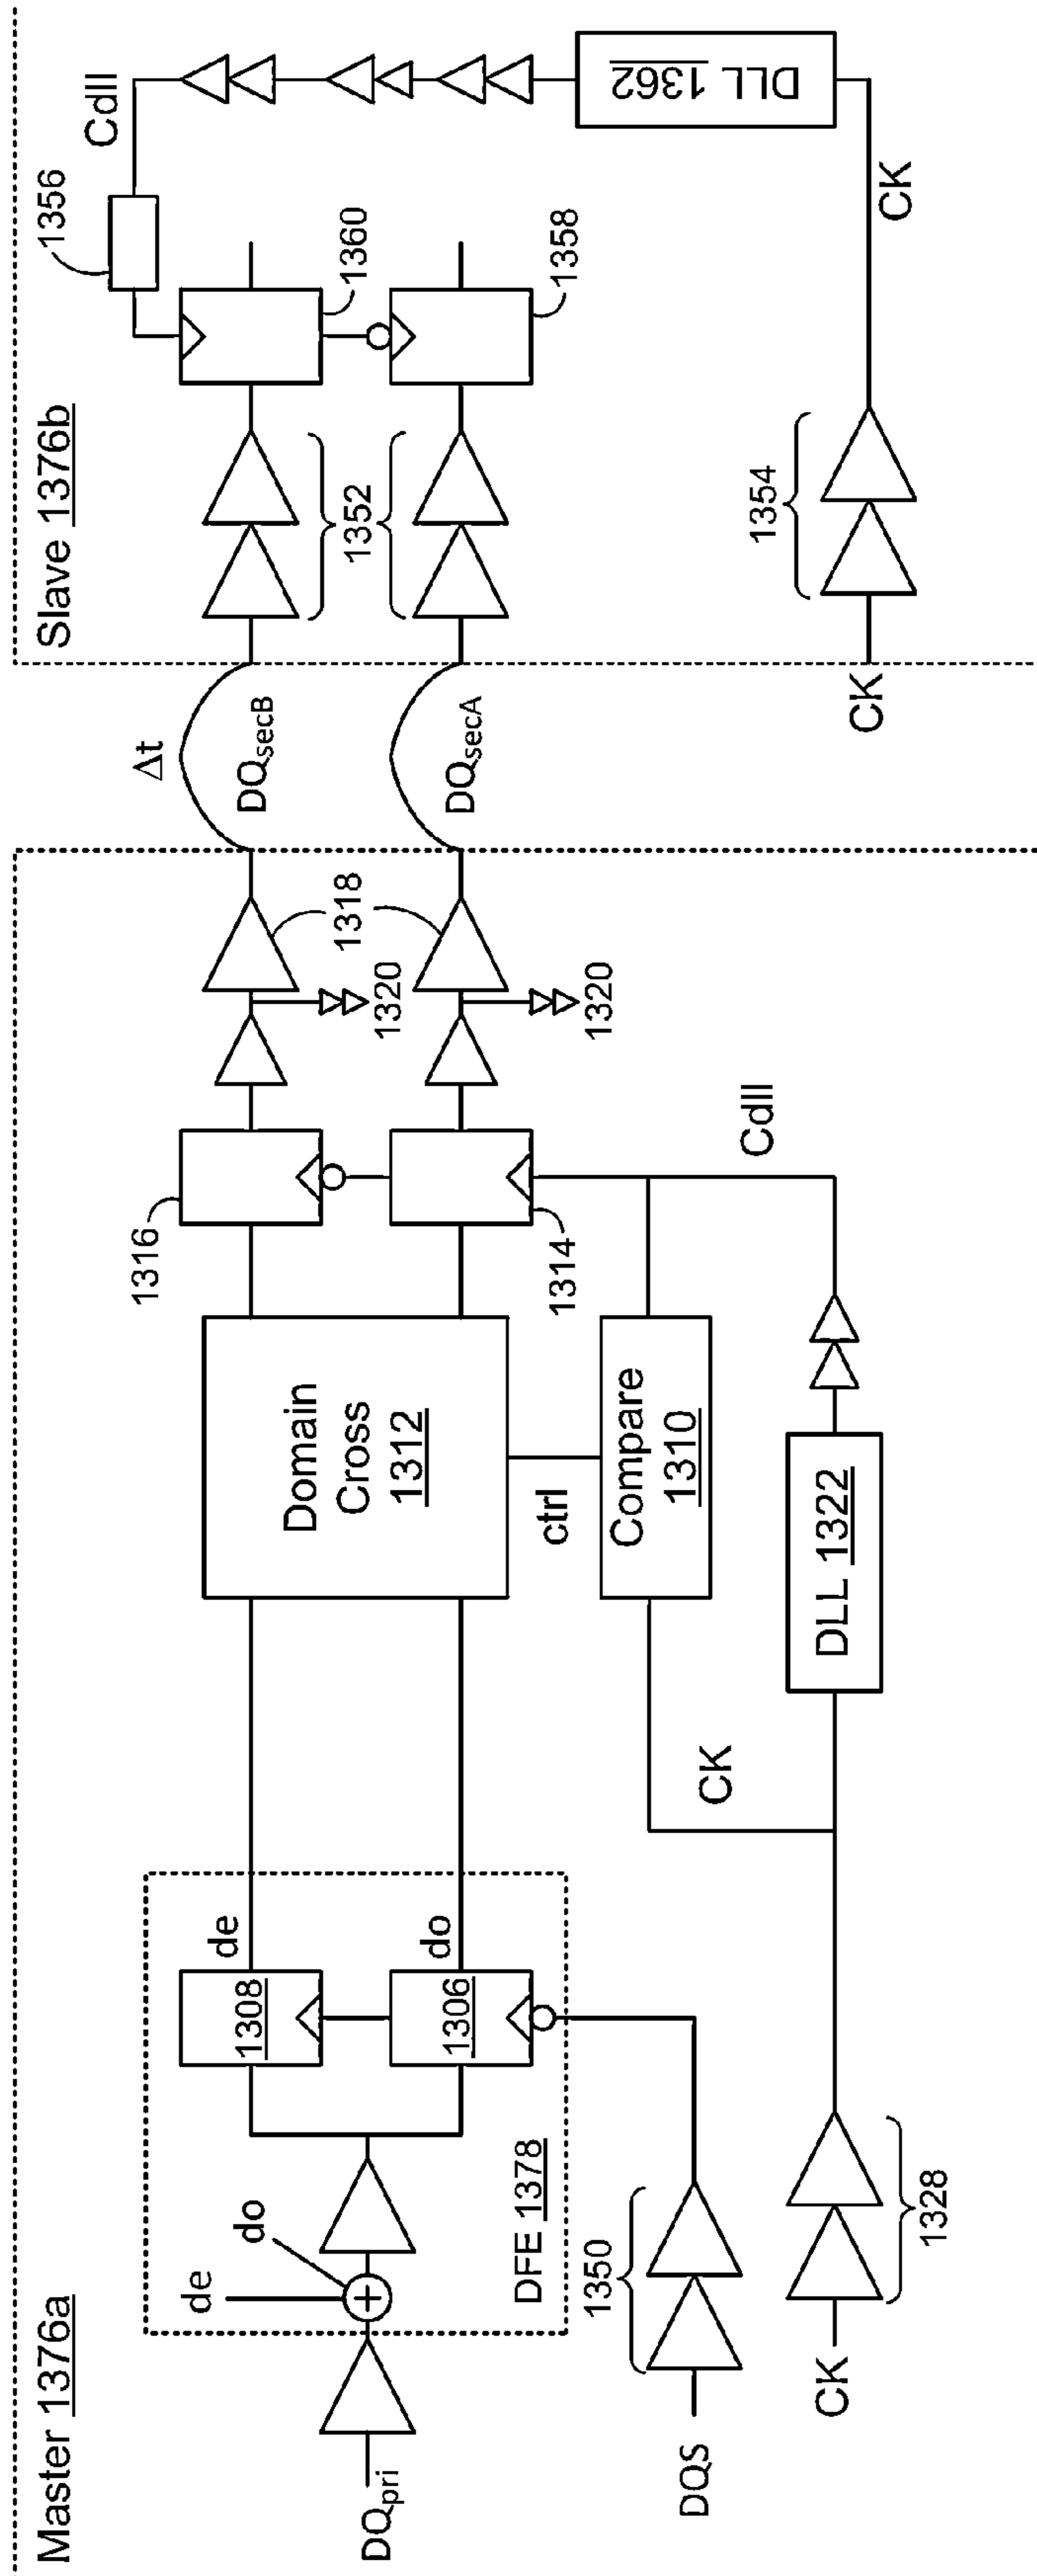 Master 1376a
Slave 1376b
DQpri
de
do
DFE 1378
1308
de
1306
do
DQS
1350
CK
1328
CK
Domain
Cross
1312
ctrl
Compare
1310
DLL 1322
Cdll
1316
1314
1318
1320
1320
Δt
DQsecB
DQsecA
1352
1354
CK
CK
1356
1360
1358
Cdll
DLL 1362